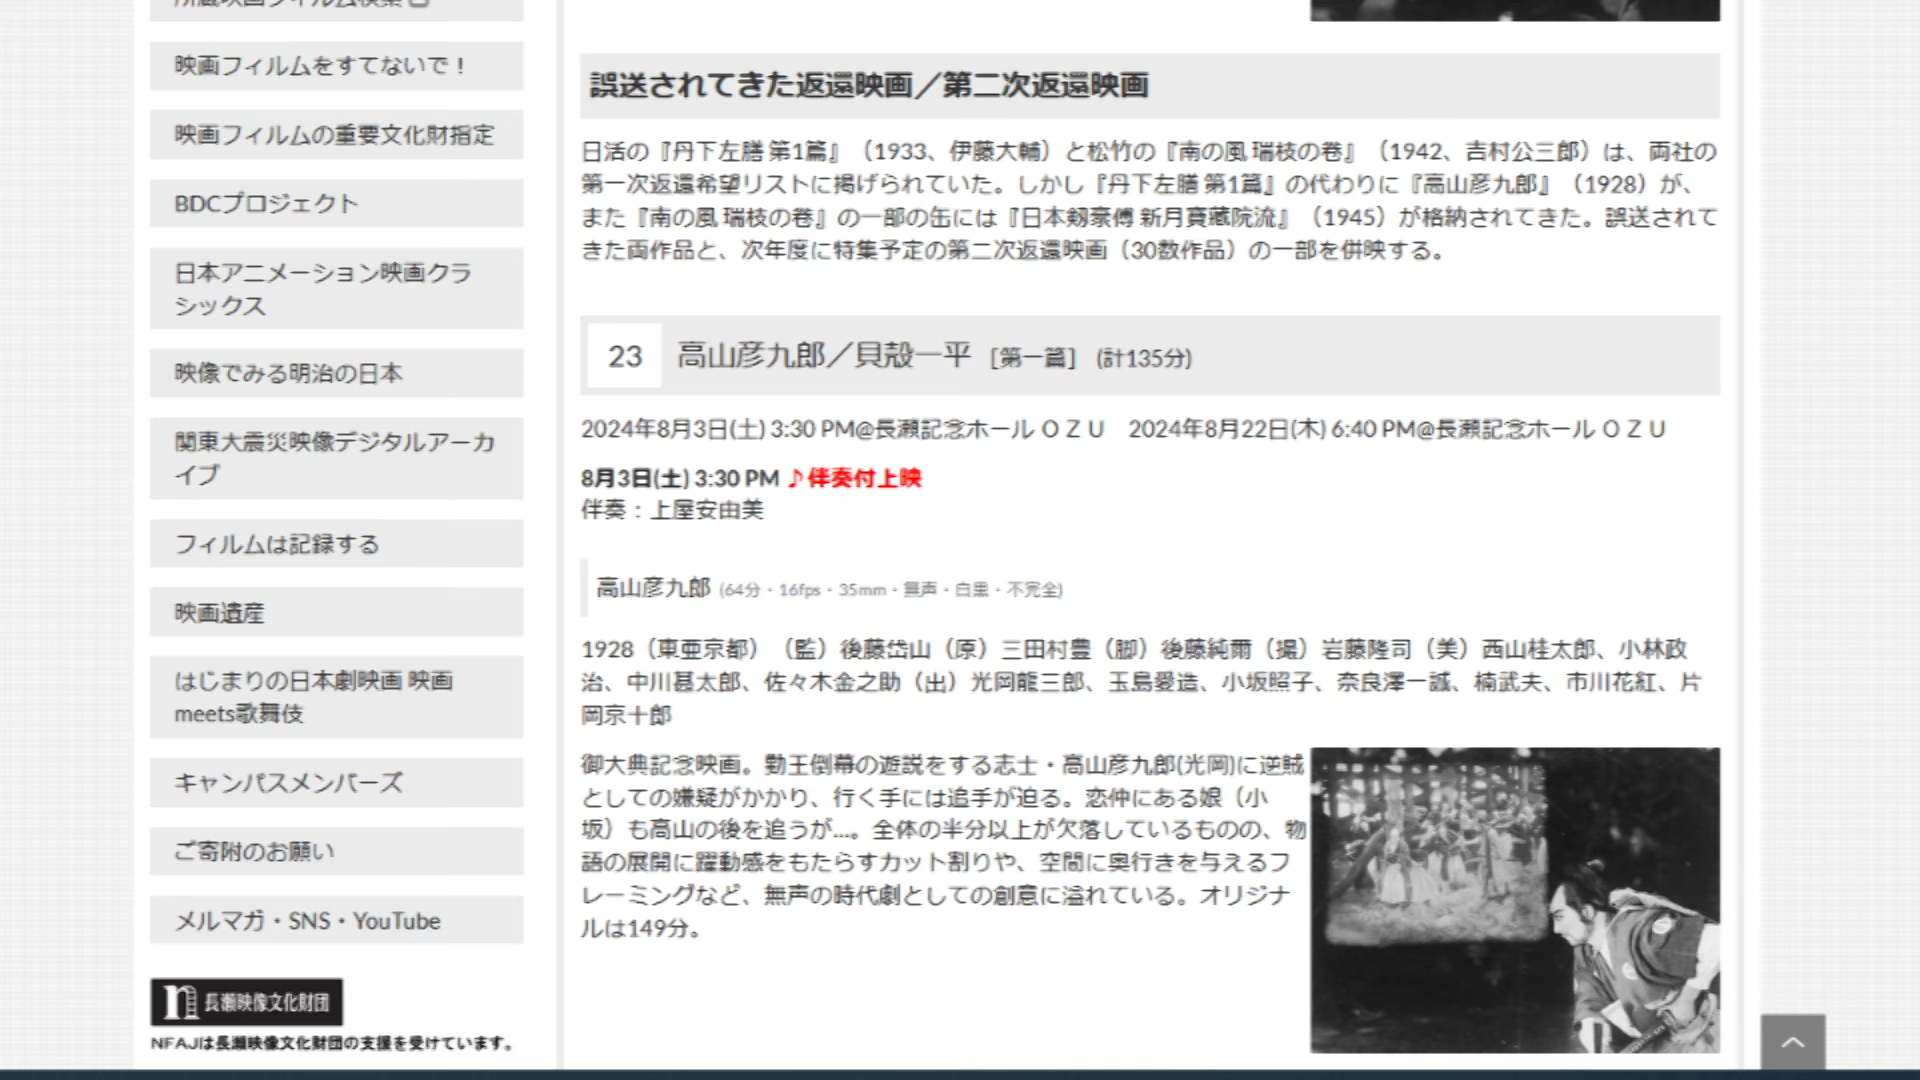 映画フィルムをすてないで！
映画フィルムの重要文化財指定
BDCプロジェクト
日本アニメーション映画クラ
シックス
映像でみる明治の日本
関東大震災映像デジタルアーカ
イブ
フィルムは記録する
映画遺産
はじまりの日本劇映画 映画
meets歌舞伎
キャンパスメンバーズ
ご寄附のお願い
メルマガ・SNS・YouTube
長瀬映像文化財団
NFAJは長瀬映像文化財団の支援を受けています。
誤送されてきた返還映画／第二次返還映画
日活の『丹下左膳 第1篇』（1933、伊藤大輔）と松竹の『南の風 瑞枝の巻』（1942、吉村公三郎）は、両社の
第一次返還希望リストに掲げられていた。しかし『丹下左膳 第1篇』の代わりに『高山彦九郎』（1928）が、
また『南の風 瑞枝の巻』の一部の缶には『日本剱豪傳 新月寶藏院流』（1945）が格納されてきた。誤送されて
きた両作品と、次年度に特集予定の第二次返還映画（30数作品）の一部を併映する。
23 高山彦九郎／貝殻一平 ［第一篇］ (計135分)
2024年8月3日(土) 3:30 PM@長瀬記念ホール ＯＺＵ　2024年8月22日(木) 6:40 PM@長瀬記念ホール ＯＺＵ
8月3日(土) 3:30 PM ♪伴奏付上映
伴奏：上屋安由美
高山彦九郎 (64分・16fps・35mm・無声・白黒・不完全)
1928（東亜京都）（監）後藤岱山（原）三田村豊（脚）後藤純爾（撮）岩藤隆司（美）西山桂太郎、小林政
治、中川甚太郎、佐々木金之助（出）光岡龍三郎、玉島愛造、小坂照子、奈良澤一誠、楠武夫、市川花紅、片
岡京十郎
御大典記念映画。勤王倒幕の遊説をする志士・高山彦九郎(光岡)に逆賊
としての嫌疑がかかり、行く手には追手が迫る。恋仲にある娘（小
坂）も高山の後を追うが…。全体の半分以上が欠落しているものの、物
語の展開に躍動感をもたらすカット割りや、空間に奥行きを与えるフ
レーミングなど、無声の時代劇としての創意に溢れている。オリジナ
ルは149分。